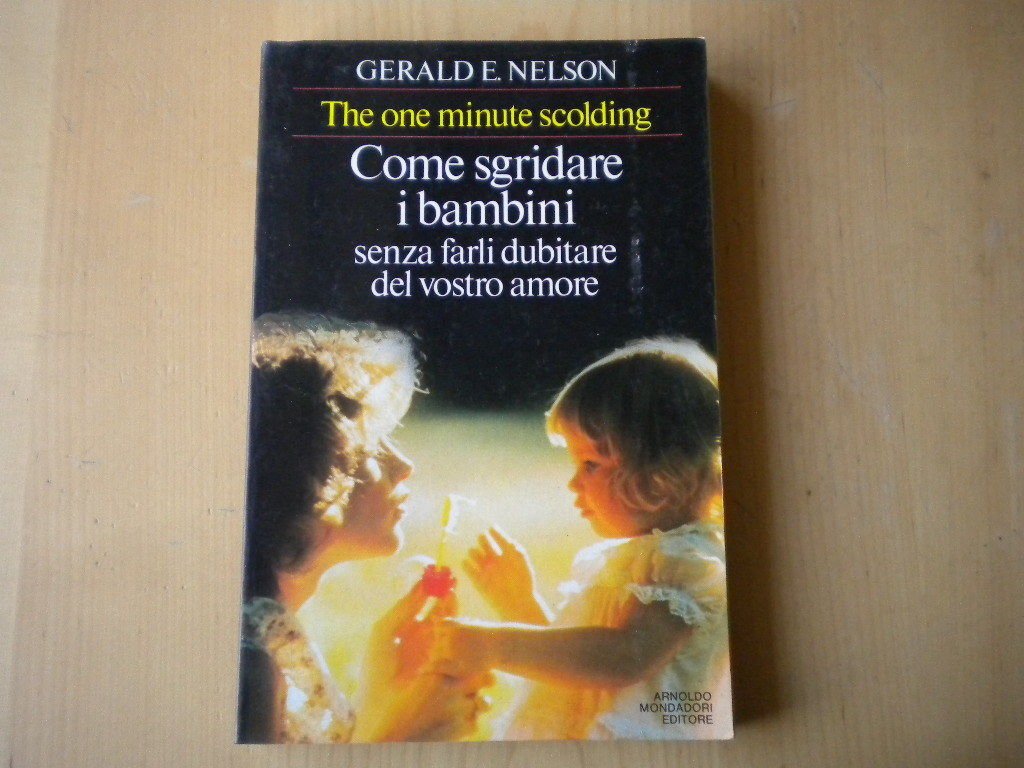 GERALD E. NELSON
The one minute scolding
Come sgridare
i bambini
senza farli dubitare
del vostro amore
ARNOLDO
MONDADORI
EDITORE